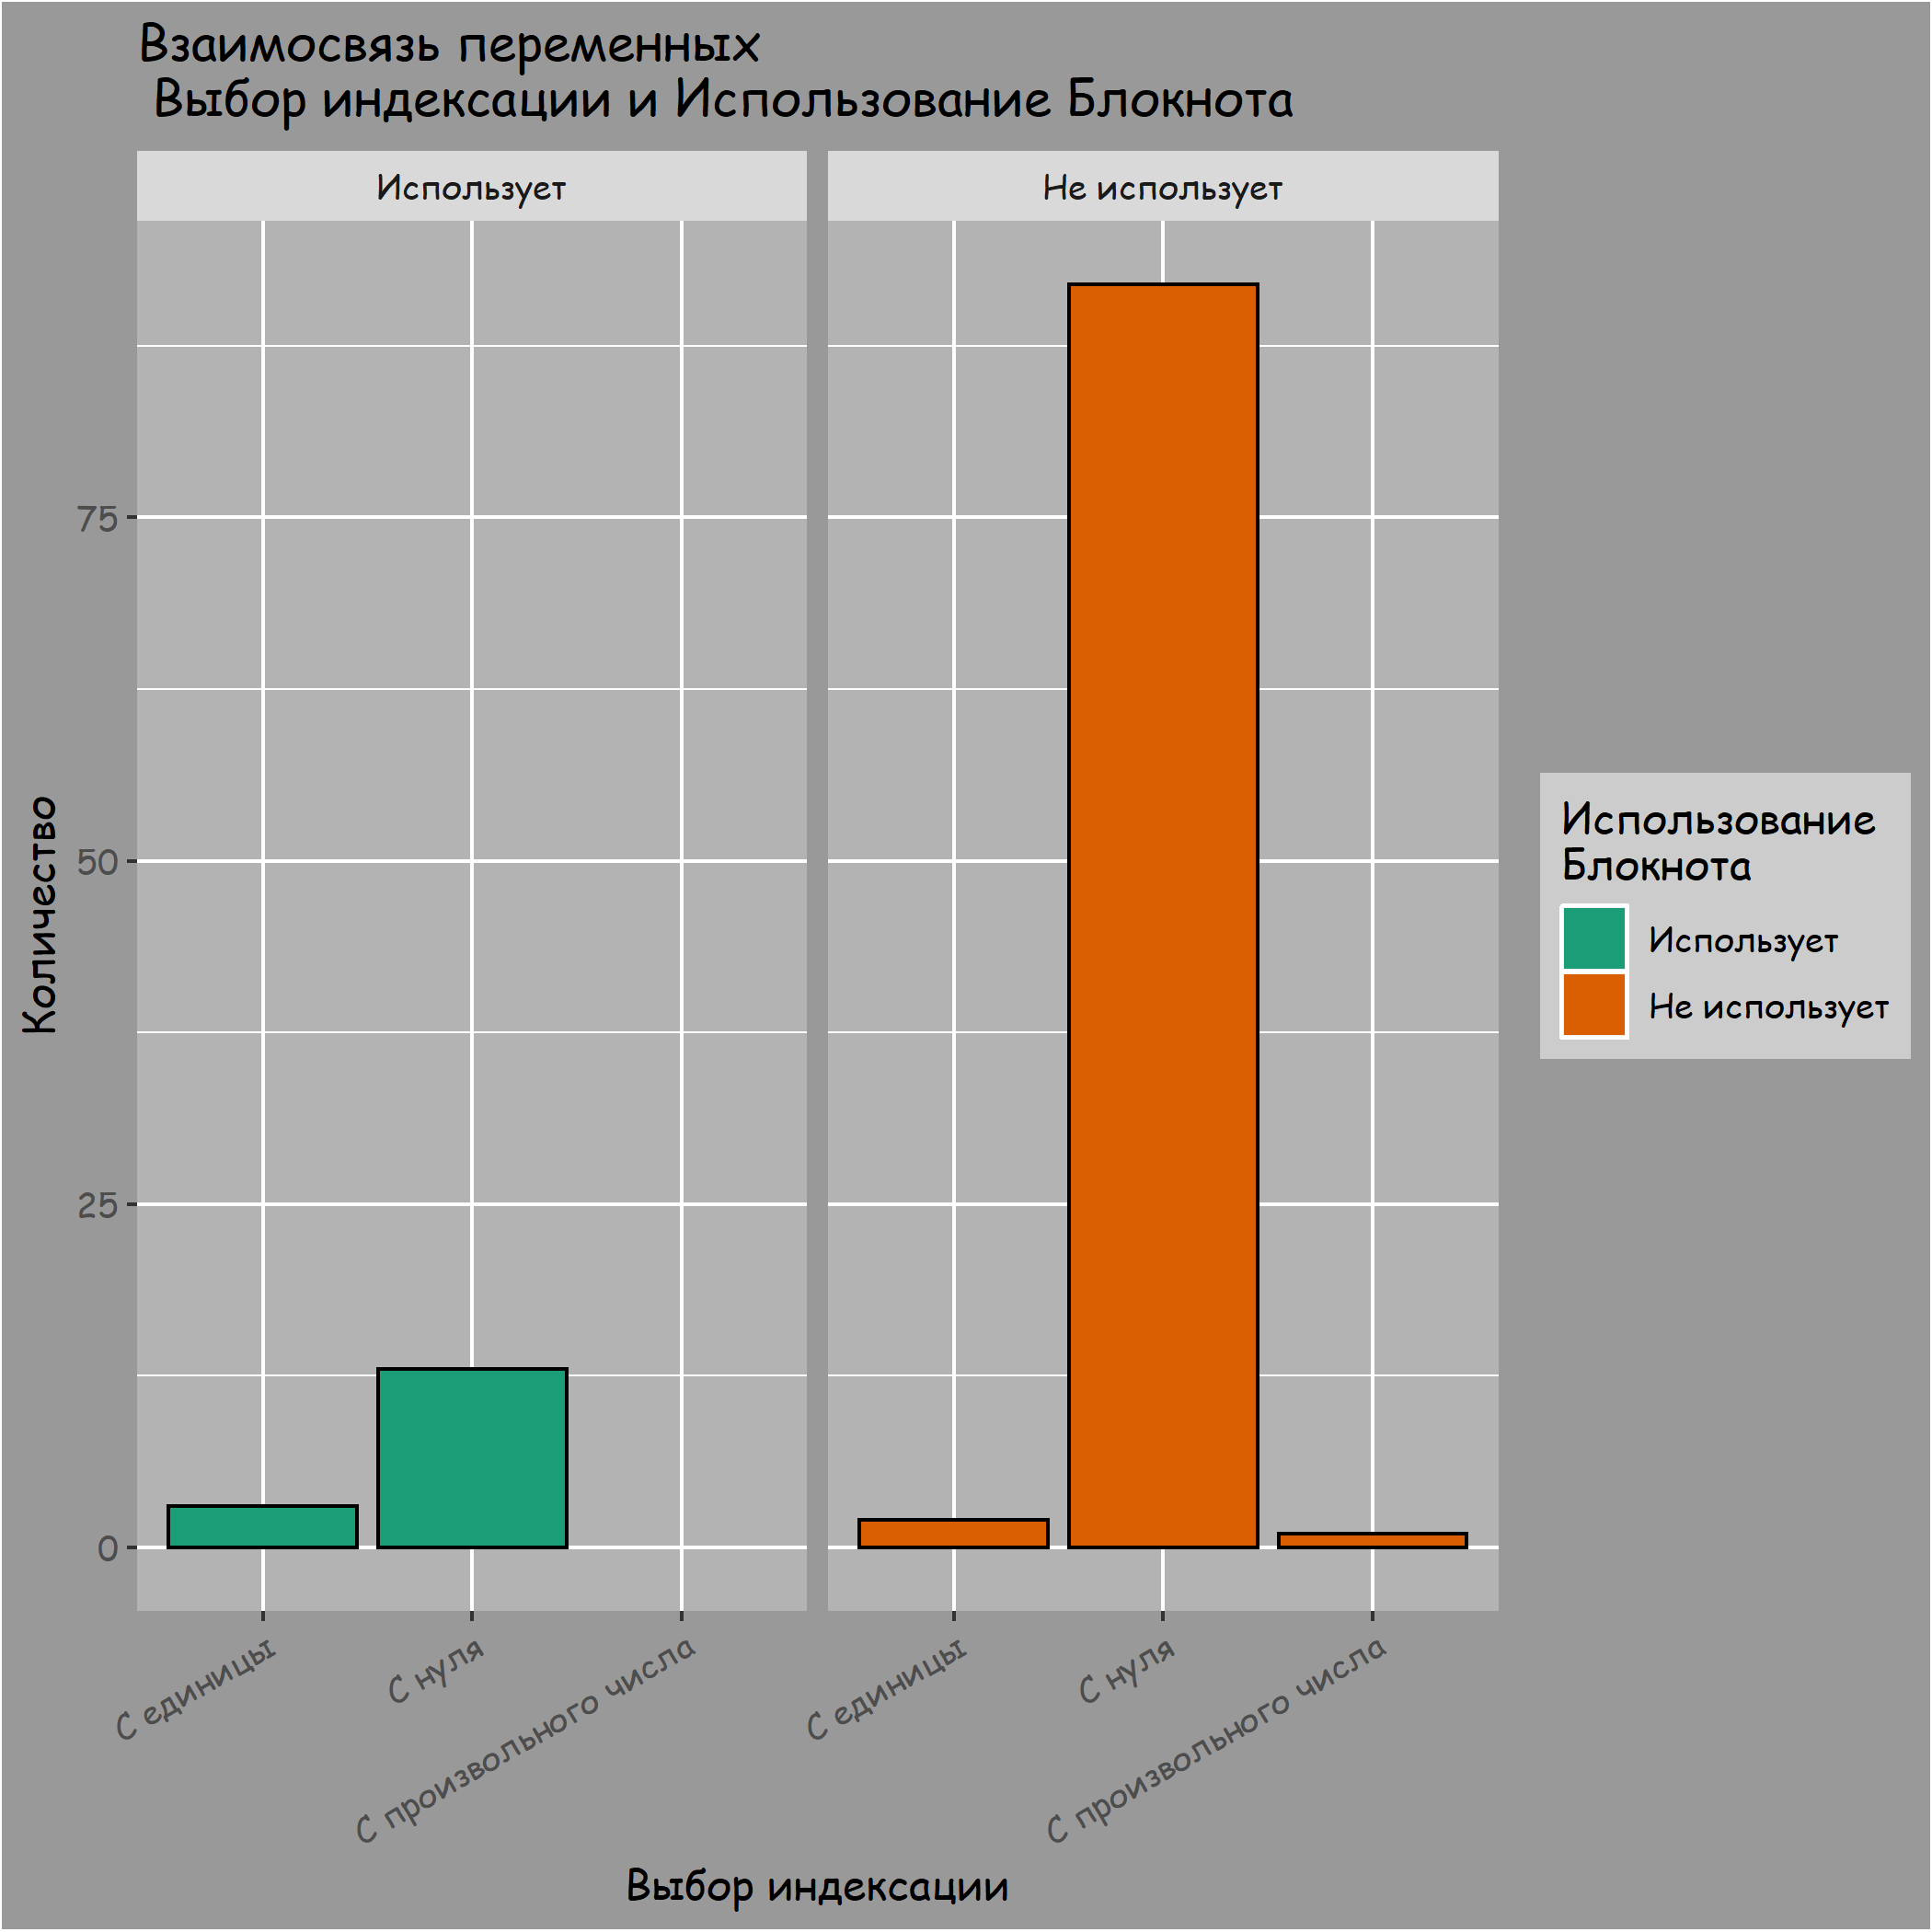 Взаимосвязь переменных
Выбор индексации и Использование Блокнота
Использует
Не использует
Количество
75
50
25
0
С единицы
С нуля
С произвольного числа
С единицы
С нуля
С произвольного числа
Выбор индексации
Использование
Блокнота
Использует
Не использует